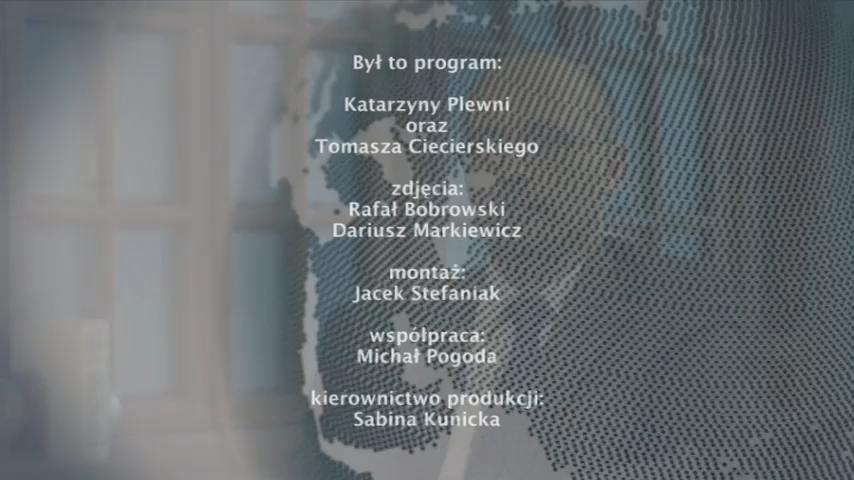 Był to program:
Katarzyny Plewni
oraz
Tomasza Ciecierskiego
zdjęcia:
Rafał Bobrowski
Dariusz Markiewicz
montaż:
Jacek Stefaniak
współpraca:
Michał Pogoda
kierownictwo produkcji:
Sabina Kunicka